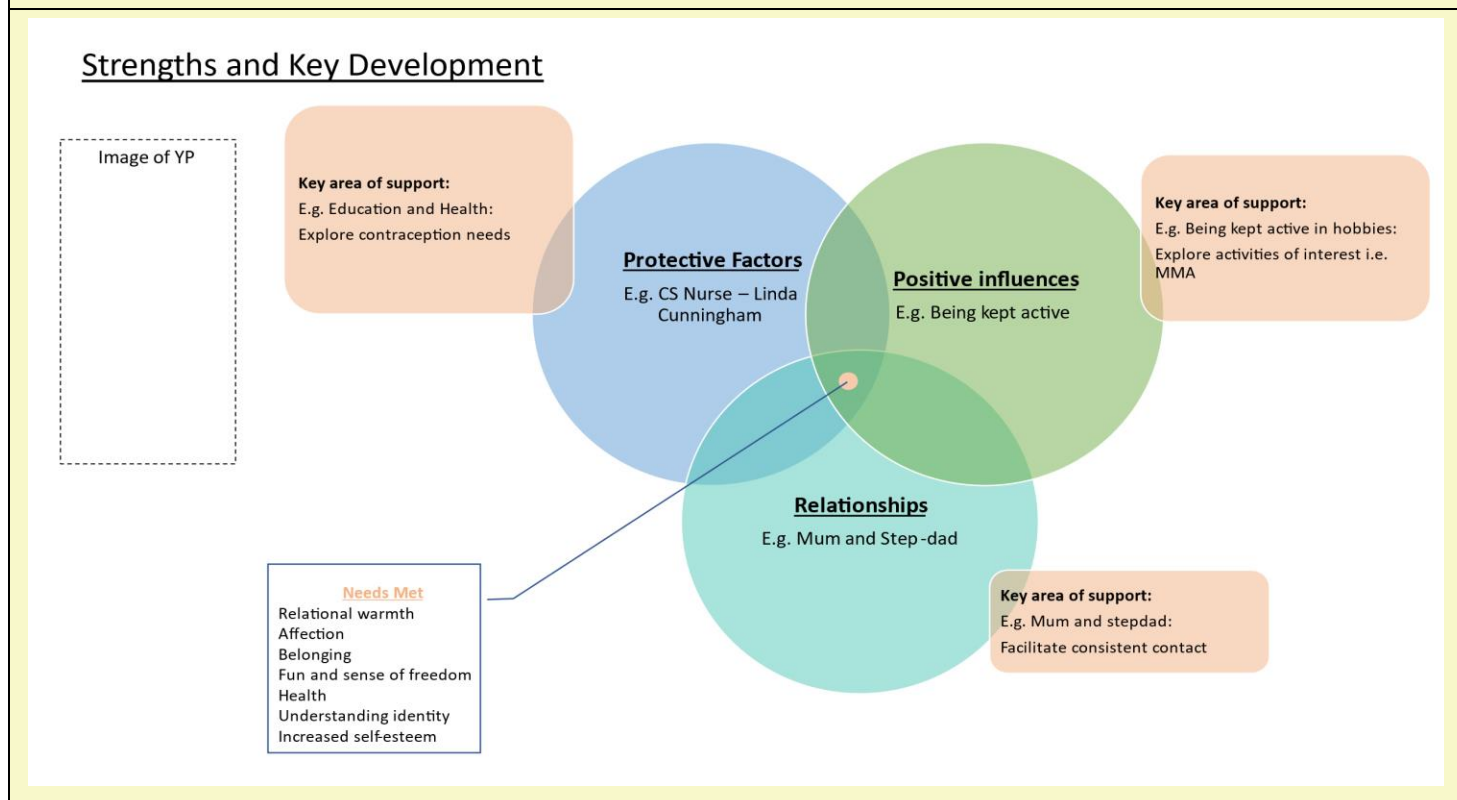 Strengths and Key Development
Image of YP
Key area of support:
E.g. Education and Health:
Explore contraception needs
Protective Factors
E.g. CS Nurse – Linda
Cunningham
Positive influences
E.g. Being kept active
Key area of support:
E.g. Being kept active in hobbies:
Explore activities of interest i.e.
MMA
Relationships
E.g. Mum and Step-dad
Needs Met
Relational warmth
Affection
Belonging
Fun and sense of freedom
Health
Understanding identity
Increased self-esteem
Key area of support:
E.g. Mum and stepdad:
Facilitate consistent contact